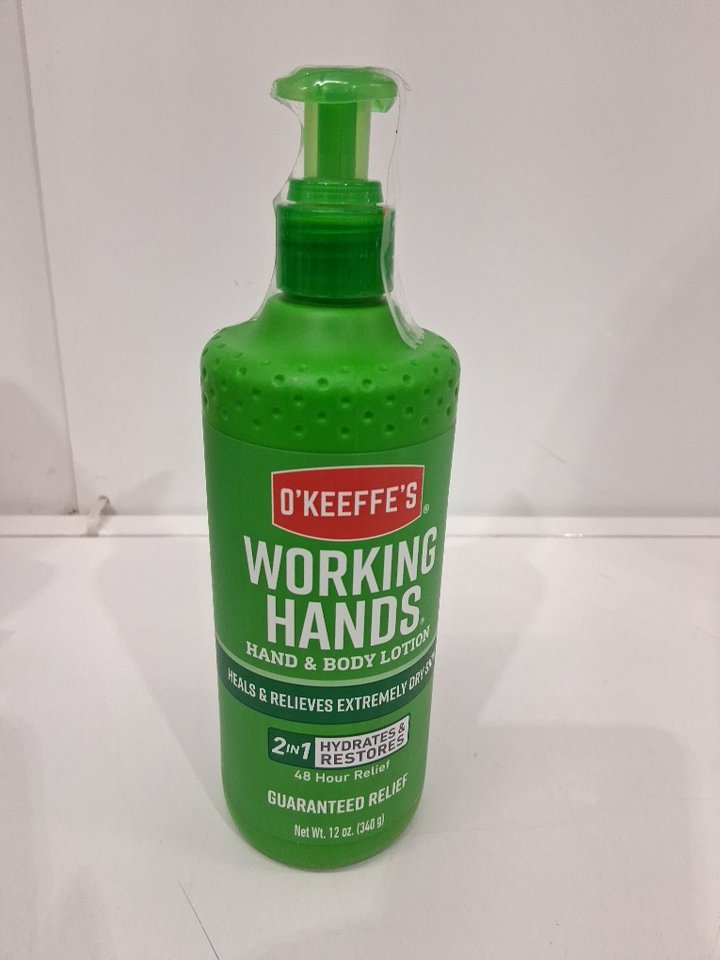 O'KEEFFE'S®
WORKING
HANDS®
HAND & BODY LOTION
HEALS & RELIEVES EXTREMELY DRY
2IN1 HYDRATES &
RESTORES
48 Hour Relief
GUARANTEED RELIEF
Net Wt. 12 oz. (340 g)